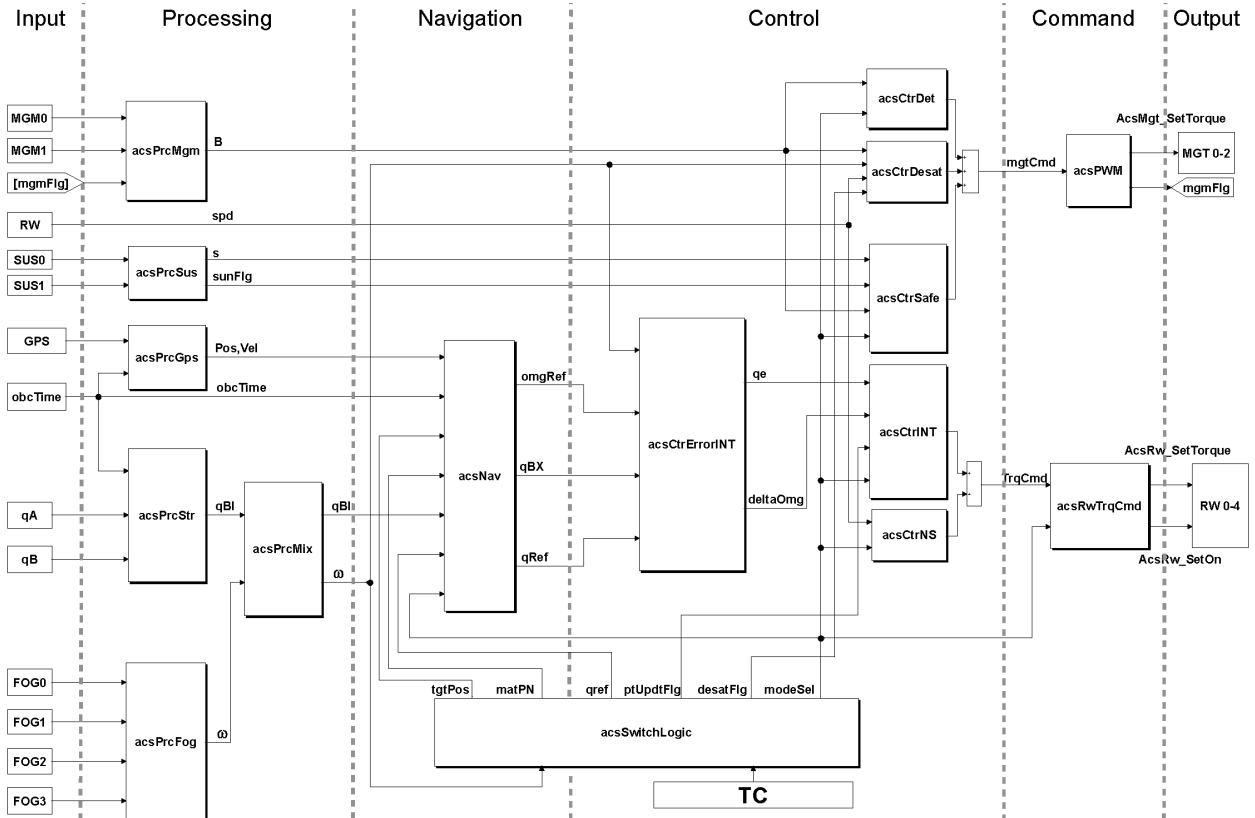 Input
Processing
Navigation
Control
Command
Output
MGM0
MGM1
[mgmFlg]
RW
SUS0
SUS1
GPS
obcTime
qA
qB
FOG0
FOG1
FOG2
FOG3
acsPrcMgm
B
spd
acsPrcSus
s
sunFlg
acsPrcGps
Pos,Vel
obcTime
acsPrcStr
qBI
acsPrcMix
qBI
ω
acsPrcFog
ω
acsNav
omgRef
qBX
qRef
acsCtrErrorINT
qe
deltaOmg
acsCtrDet
acsCtrDesat
acsCtrSafe
acsCtrINT
acsCtrNS
tgtPos
matPN
qref
ptUpdtFlg
desatFlg
modeSel
acsSwitchLogic
TC
mgtCmd
acsPWM
TrqCmd
acsRwTrqCmd
AcsMgt_SetTorque
MGT 0-2
mgmFlg
AcsRw_SetTorque
RW 0-4
AcsRw_SetOn